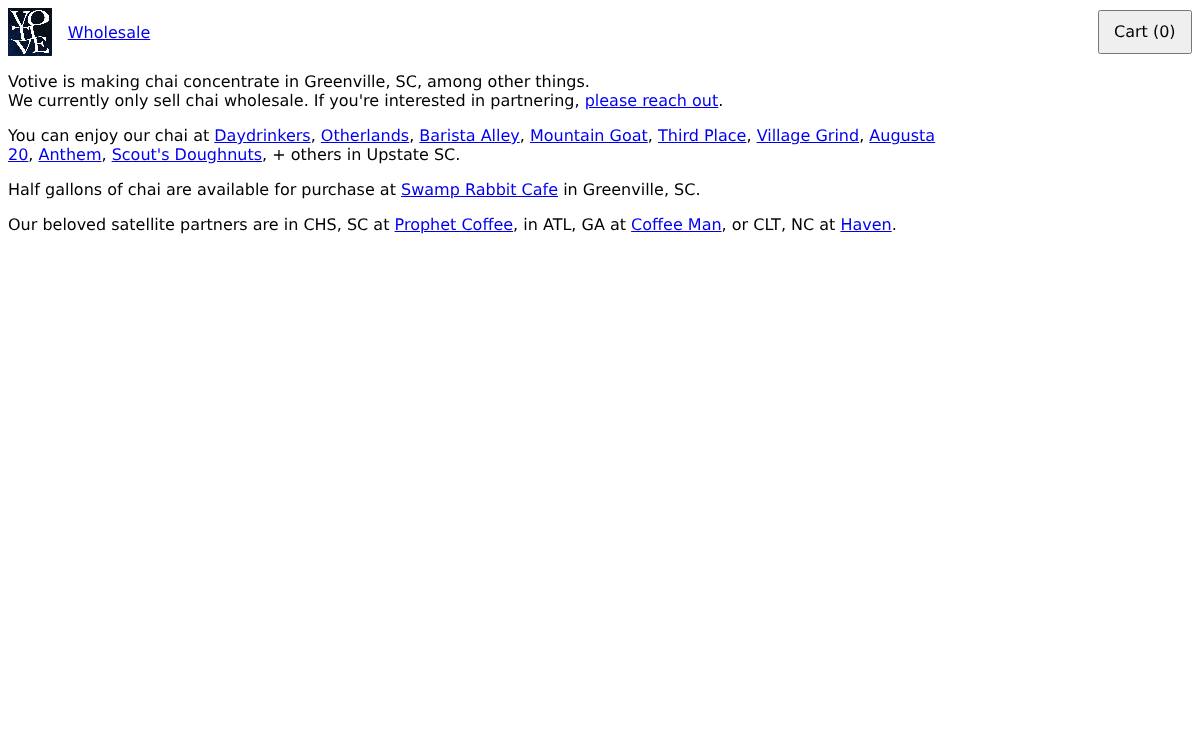 VOTIVE
Wholesale
Cart (0)
Votive is making chai concentrate in Greenville, SC, among other things.
We currently only sell chai wholesale. If you're interested in partnering, please reach out.
You can enjoy our chai at Daydrinkers, Otherlands, Barista Alley, Mountain Goat, Third Place, Village Grind, Augusta
20, Anthem, Scout's Doughnuts, + others in Upstate SC.
Half gallons of chai are available for purchase at Swamp Rabbit Cafe in Greenville, SC.
Our beloved satellite partners are in CHS, SC at Prophet Coffee, in ATL, GA at Coffee Man, or CLT, NC at Haven.